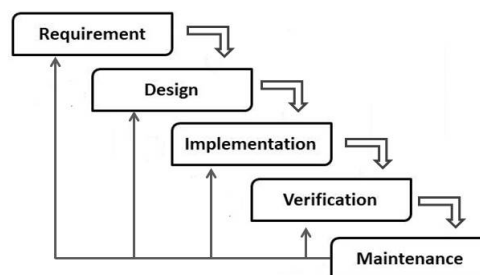 Requirement
Design
Implementation
Verification
Maintenance